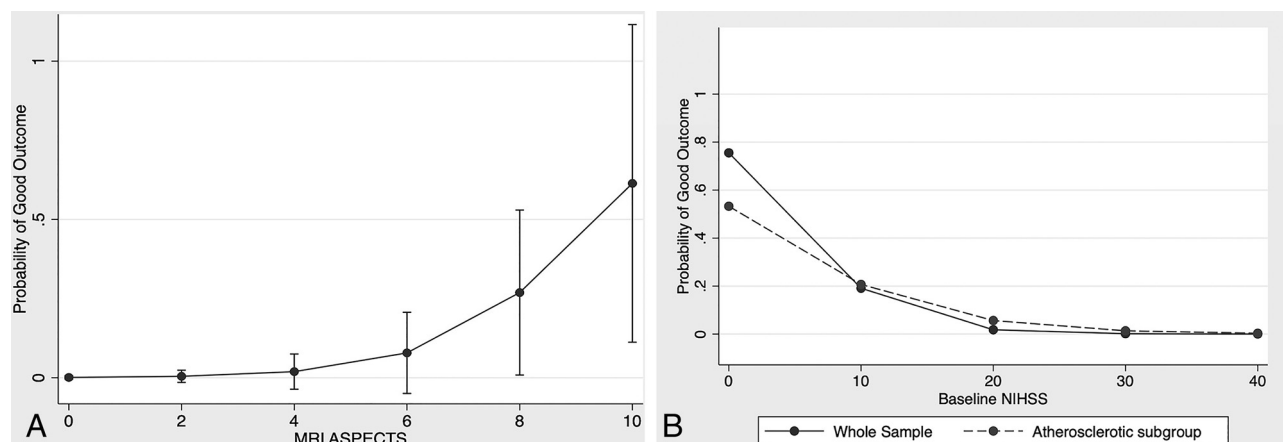 Probability of Good Outcome
1
.5
0
0 2 4 6 8 10
MRI ASPECTS
A
Probability of Good Outcome
1
.8
.6
.4
.2
0
0 10 20 30 40
Baseline NIHSS
B
Whole Sample Atherosclerotic subgroup